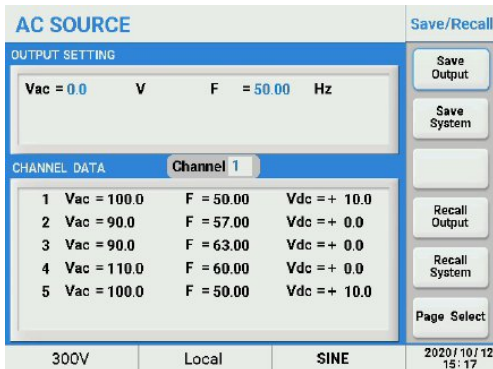 AC SOURCE
Save/Recall
OUTPUT SETTING
Vac = 0.0 V F = 50.00 Hz
CHANNEL DATA Channel 1
1 Vac = 100.0 F = 50.00 Vdc = + 10.0
2 Vac = 90.0 F = 57.00 Vdc = + 0.0
3 Vac = 90.0 F = 63.00 Vdc = + 0.0
4 Vac = 110.0 F = 60.00 Vdc = + 0.0
5 Vac = 100.0 F = 50.00 Vdc = + 10.0
Save
Output
Save
System
Recall
Output
Recall
System
Page Select
300V Local SINE
2020/10/12
15:17